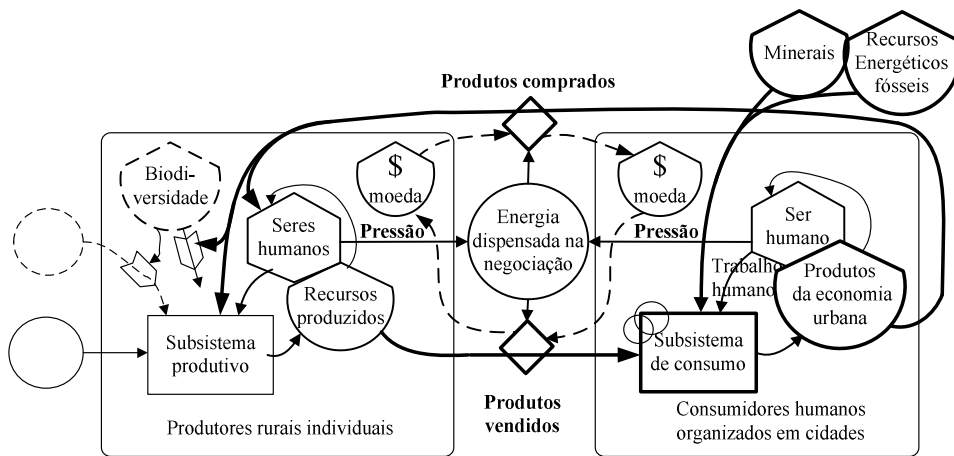 Minerais
Recursos
Energéticos
fósseis
Produtos comprados
Biodi-
versidade
$
moeda
$
moeda
Seres
humanos
Pressão
Energia
dispensada na
negociação
Pressão
Ser
humano
Trabalho
humano
Produtos
da economia
urbana
Recursos
produzidos
Subsistema
produtivo
Subsistema
de consumo
Produtos
vendidos
Produtores rurais individuais
Consumidores humanos
organizados em cidades